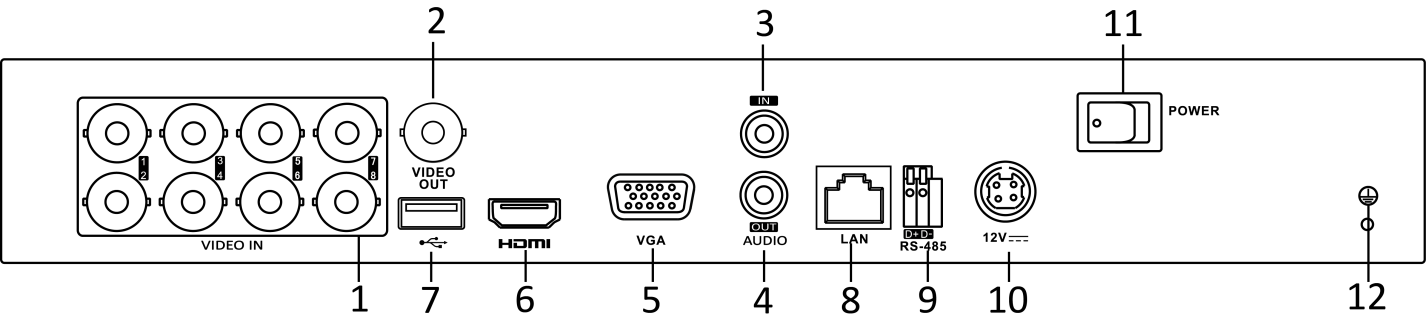 2
3
11
IN
POWER
1
2
3
4
5
6
7
8
VIDEO
OUT
VIDEO IN
HDMI
VGA
OUT
AUDIO
LAN
D+ D-
RS-485
12V
1
7
6
5
4
8
9
10
12